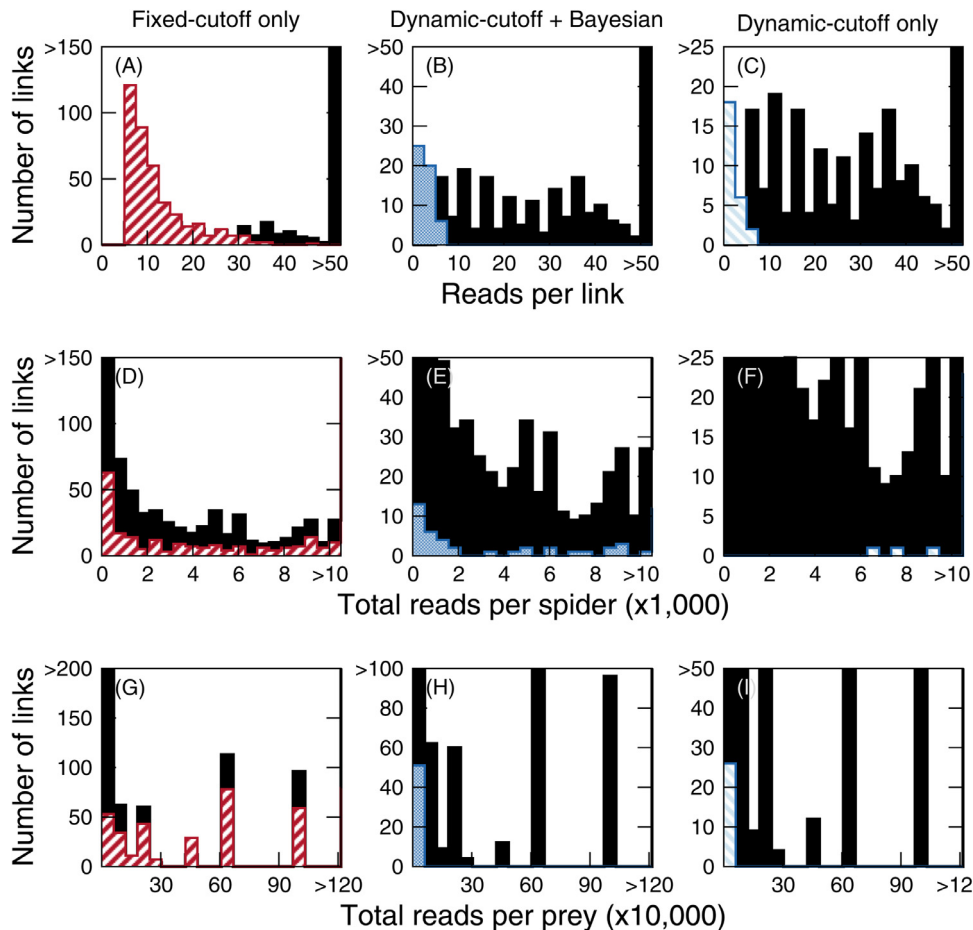 Fixed-cutoff only Dynamic-cutoff + Bayesian Dynamic-cutoff only
Number of links
>150 100 50 0
(A)
0 10 20 30 40 >50
>50 40 30 20 10 0
(B)
0 10 20 30 40 >50
>25 20 15 10 5 0
(C)
0 10 20 30 40 >50
Reads per link
Number of links
>150 100 50 0
(D)
0 2 4 6 8 >10
>50 40 30 20 10 0
(E)
0 2 4 6 8 >10
>25 20 15 10 5 0
(F)
0 2 4 6 8 >10
Total reads per spider (x1,000)
Number of links
>200 150 100 50 0
(G)
30 60 90 >120
>100 80 60 40 20 0
(H)
30 60 90 >120
>50 40 30 20 10 0
(I)
30 60 90 >120
Total reads per prey (x10,000)